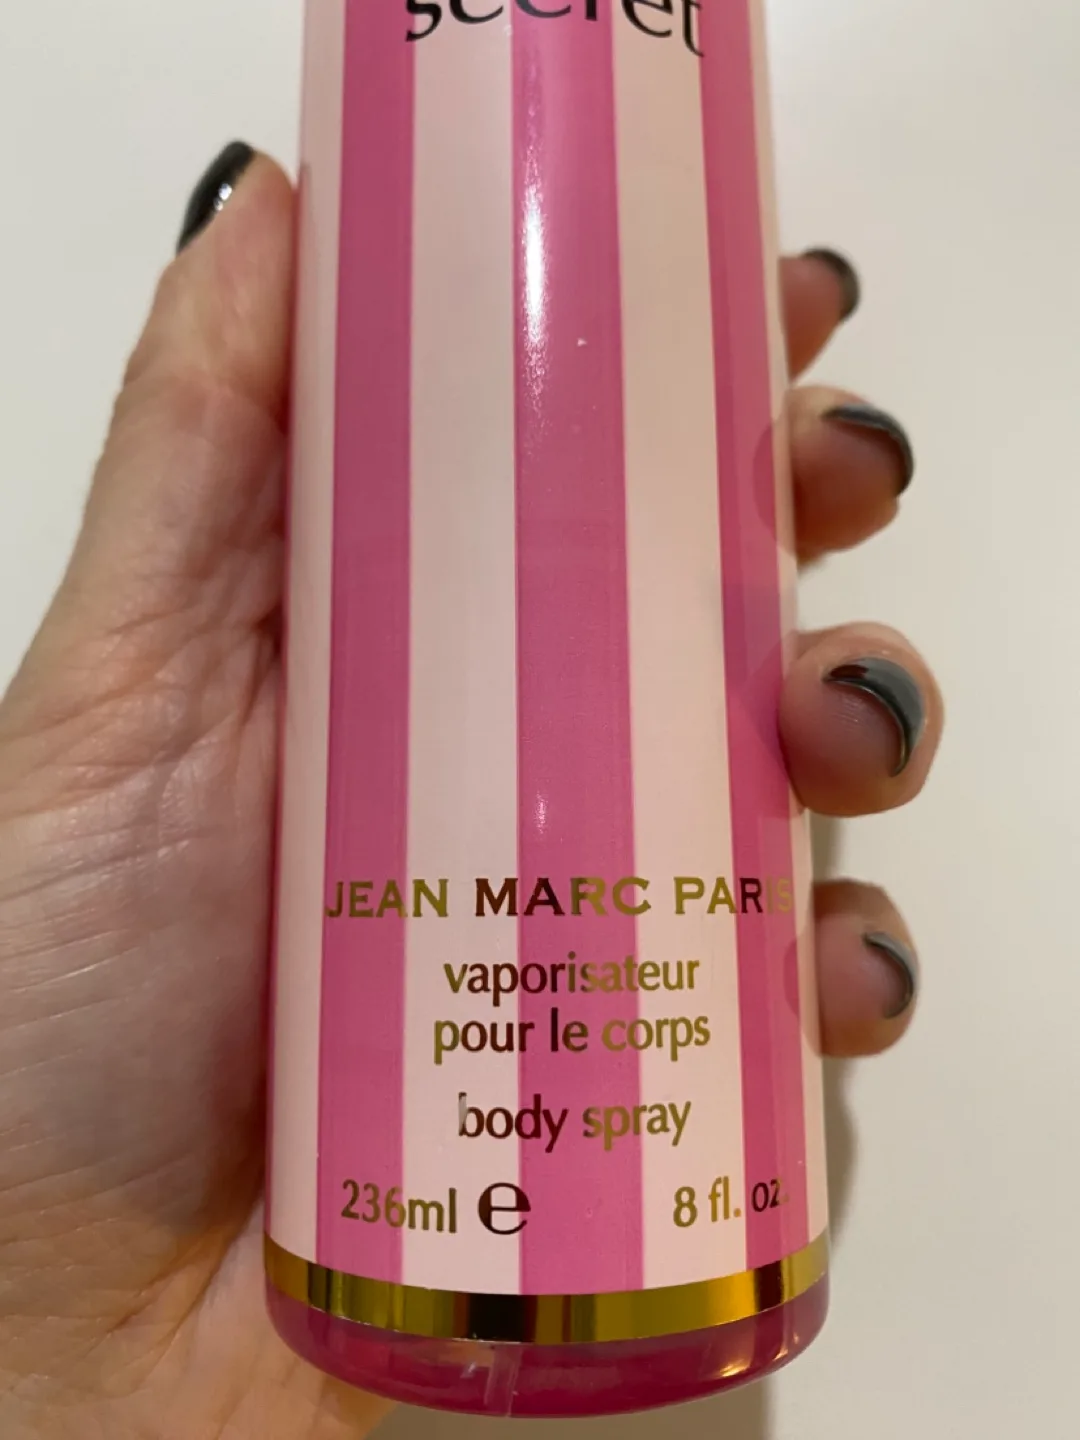 secret
JEAN MARC PARIS
vaporisateur
pour le corps
body spray
236ml e 8 fl. oz.